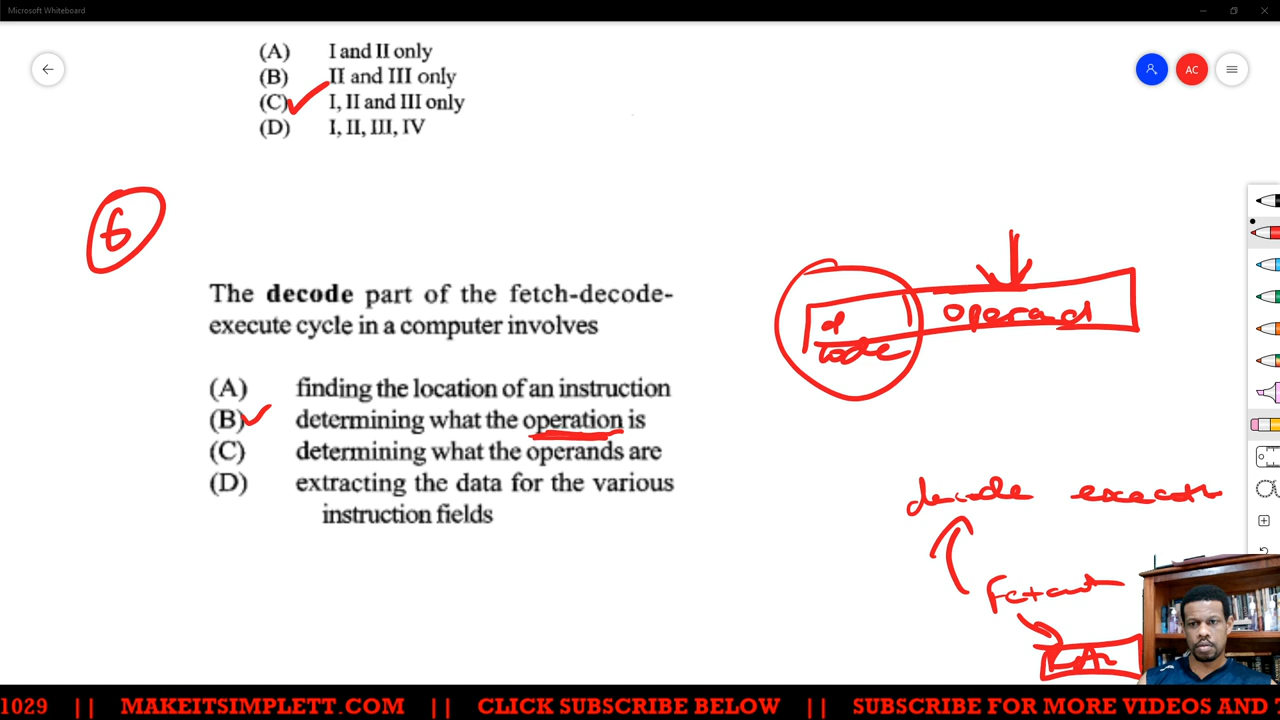 Microsoft Whiteboard
(A) I and II only
(B) II and III only
(C) I, II and III only
(D) I, II, III, IV
AC
6
The decode part of the fetch-decode-
execute cycle in a computer involves
(A) finding the location of an instruction
(B) determining what the operation is
(C) determining what the operands are
(D) extracting the data for the various
instruction fields
operand
code
decode
1029 || MAKEITSIMPLETT.COM || CLICK SUBSCRIBE BELOW || SUBSCRIBE FOR MORE VIDEOS AND